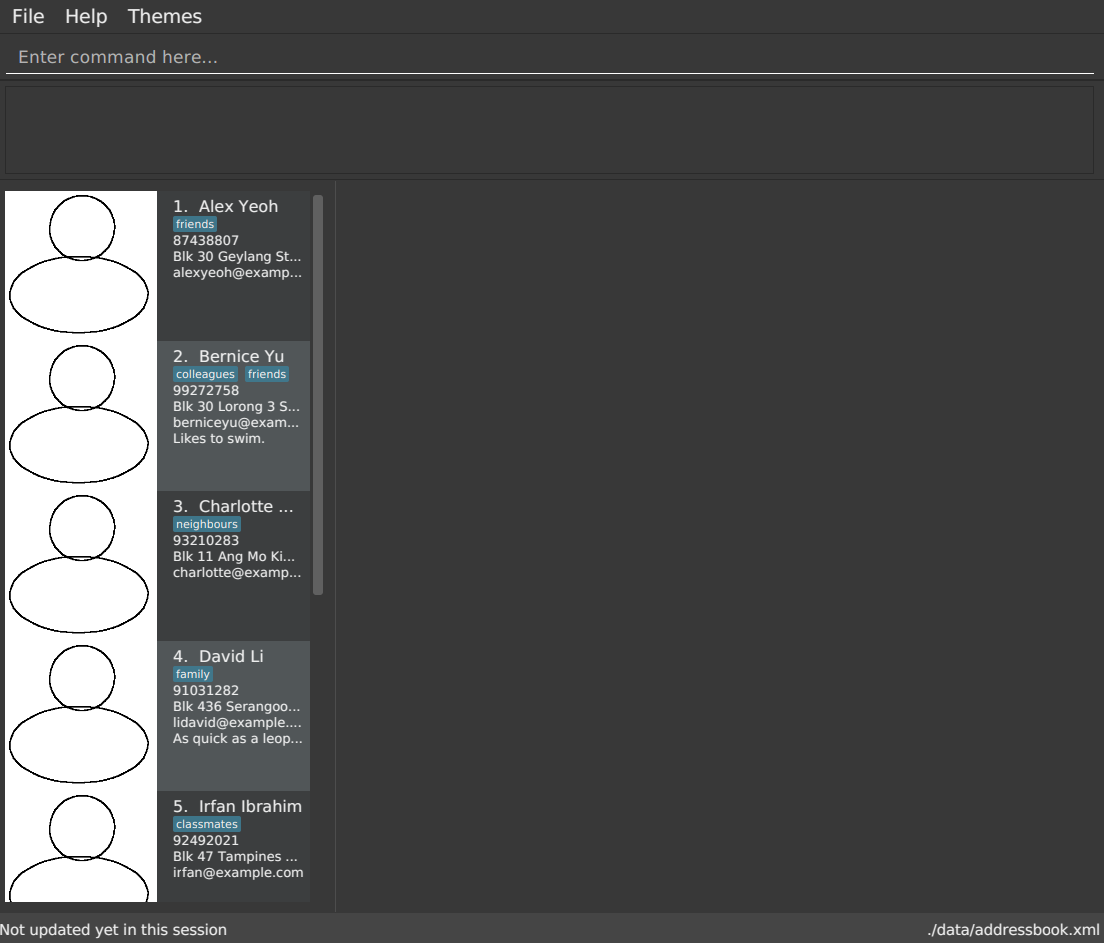 File Help Themes
Enter command here...
1. Alex Yeoh
friends
87438807
Blk 30 Geylang St...
alexyeoh@examp...
2. Bernice Yu
colleagues friends
99272758
Blk 30 Lorong 3 S...
berniceyu@exam...
Likes to swim.
3. Charlotte ...
neighbours
93210283
Blk 11 Ang Mo Ki...
charlotte@examp...
4. David Li
family
91031282
Blk 436 Serangoo...
lidavid@example....
As quick as a leop...
5. Irfan Ibrahim
classmates
92492021
Blk 47 Tampines ...
irfan@example.com
Not updated yet in this session
./data/addressbook.xml